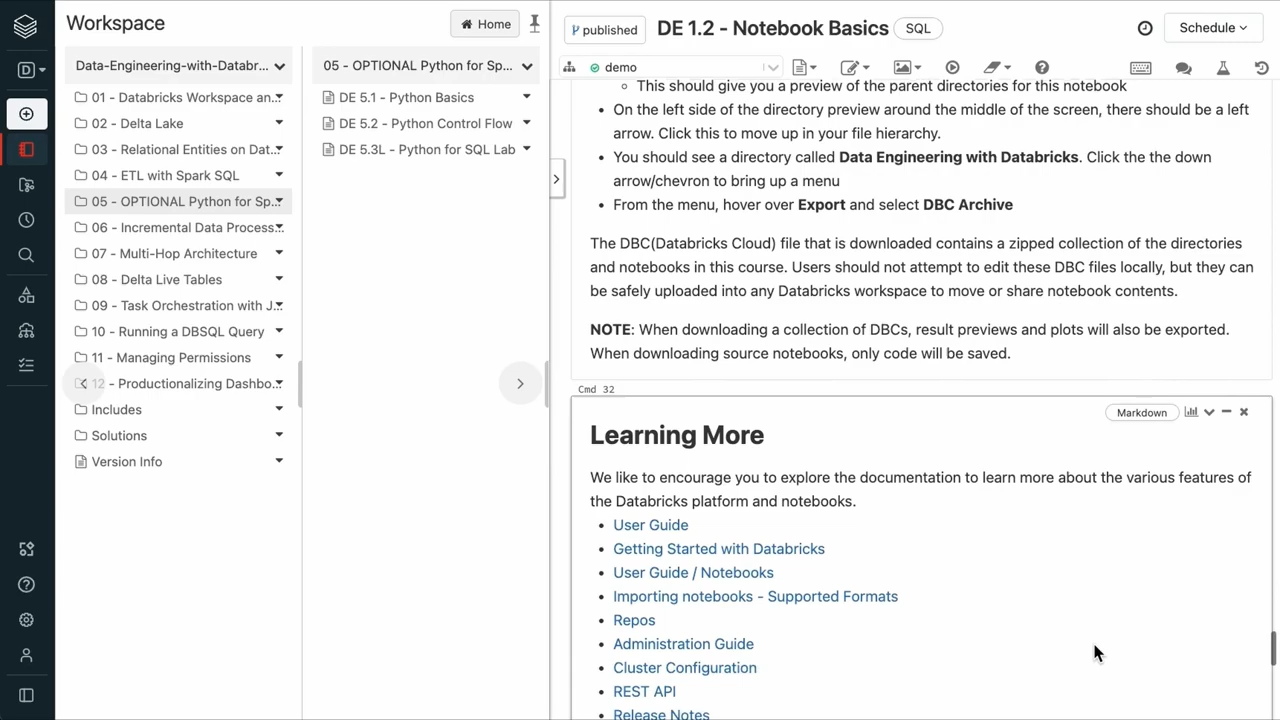 Workspace
Home
Data-Engineering-with-Databr...
01 - Databricks Workspace an...
02 - Delta Lake
03 - Relational Entities on Dat...
04 - ETL with Spark SQL
05 - OPTIONAL Python for Sp...
06 - Incremental Data Process...
07 - Multi-Hop Architecture
08 - Delta Live Tables
09 - Task Orchestration with J...
10 - Running a DBSQL Query
11 - Managing Permissions
12 - Productionalizing Dashbo...
Includes
Solutions
Version Info
05 - OPTIONAL Python for Sp...
DE 5.1 - Python Basics
DE 5.2 - Python Control Flow
DE 5.3L - Python for SQL Lab
D
published
DE 1.2 - Notebook Basics
SQL
Schedule
demo
This should give you a preview of the parent directories for this notebook
On the left side of the directory preview around the middle of the screen, there should be a left
arrow. Click this to move up in your file hierarchy.
You should see a directory called Data Engineering with Databricks. Click the the down
arrow/chevron to bring up a menu
From the menu, hover over Export and select DBC Archive
The DBC(Databricks Cloud) file that is downloaded contains a zipped collection of the directories
and notebooks in this course. Users should not attempt to edit these DBC files locally, but they can
be safely uploaded into any Databricks workspace to move or share notebook contents.
NOTE: When downloading a collection of DBCs, result previews and plots will also be exported.
When downloading source notebooks, only code will be saved.
Cmd 32
Markdown
Learning More
We like to encourage you to explore the documentation to learn more about the various features of
the Databricks platform and notebooks.
User Guide
Getting Started with Databricks
User Guide / Notebooks
Importing notebooks - Supported Formats
Repos
Administration Guide
Cluster Configuration
REST API
Release Notes